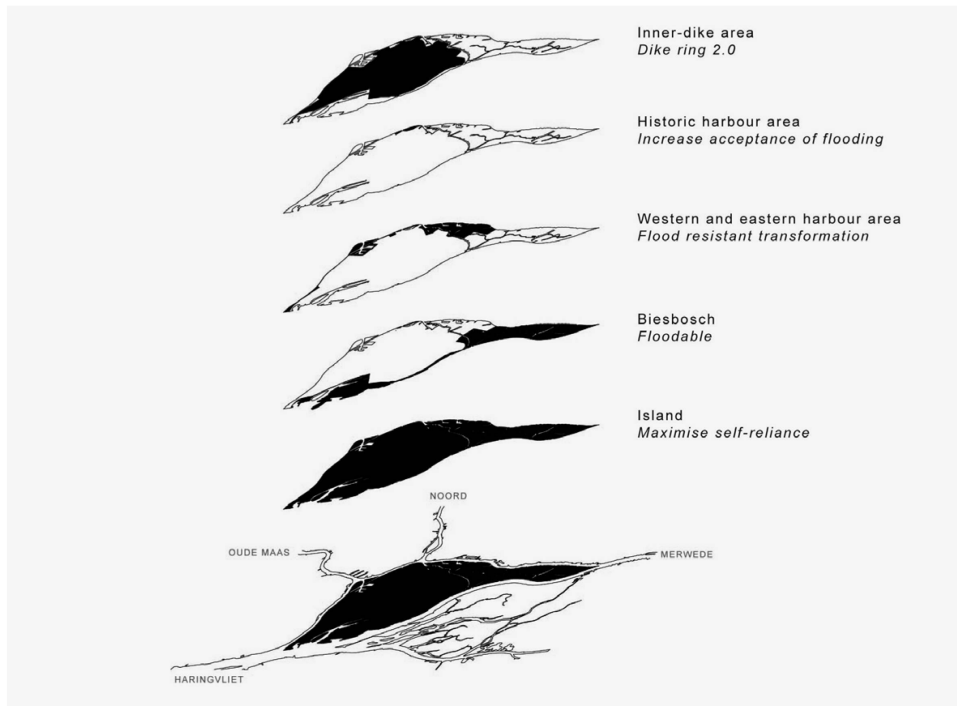 Inner-dike area
Dike ring 2.0
Historic harbour area
Increase acceptance of flooding
Western and eastern harbour area
Flood resistant transformation
Biesbosch
Floodable
Island
Maximise self-reliance
NOORD
OUDE MAAS
MERWEDE
HARINGVLIET